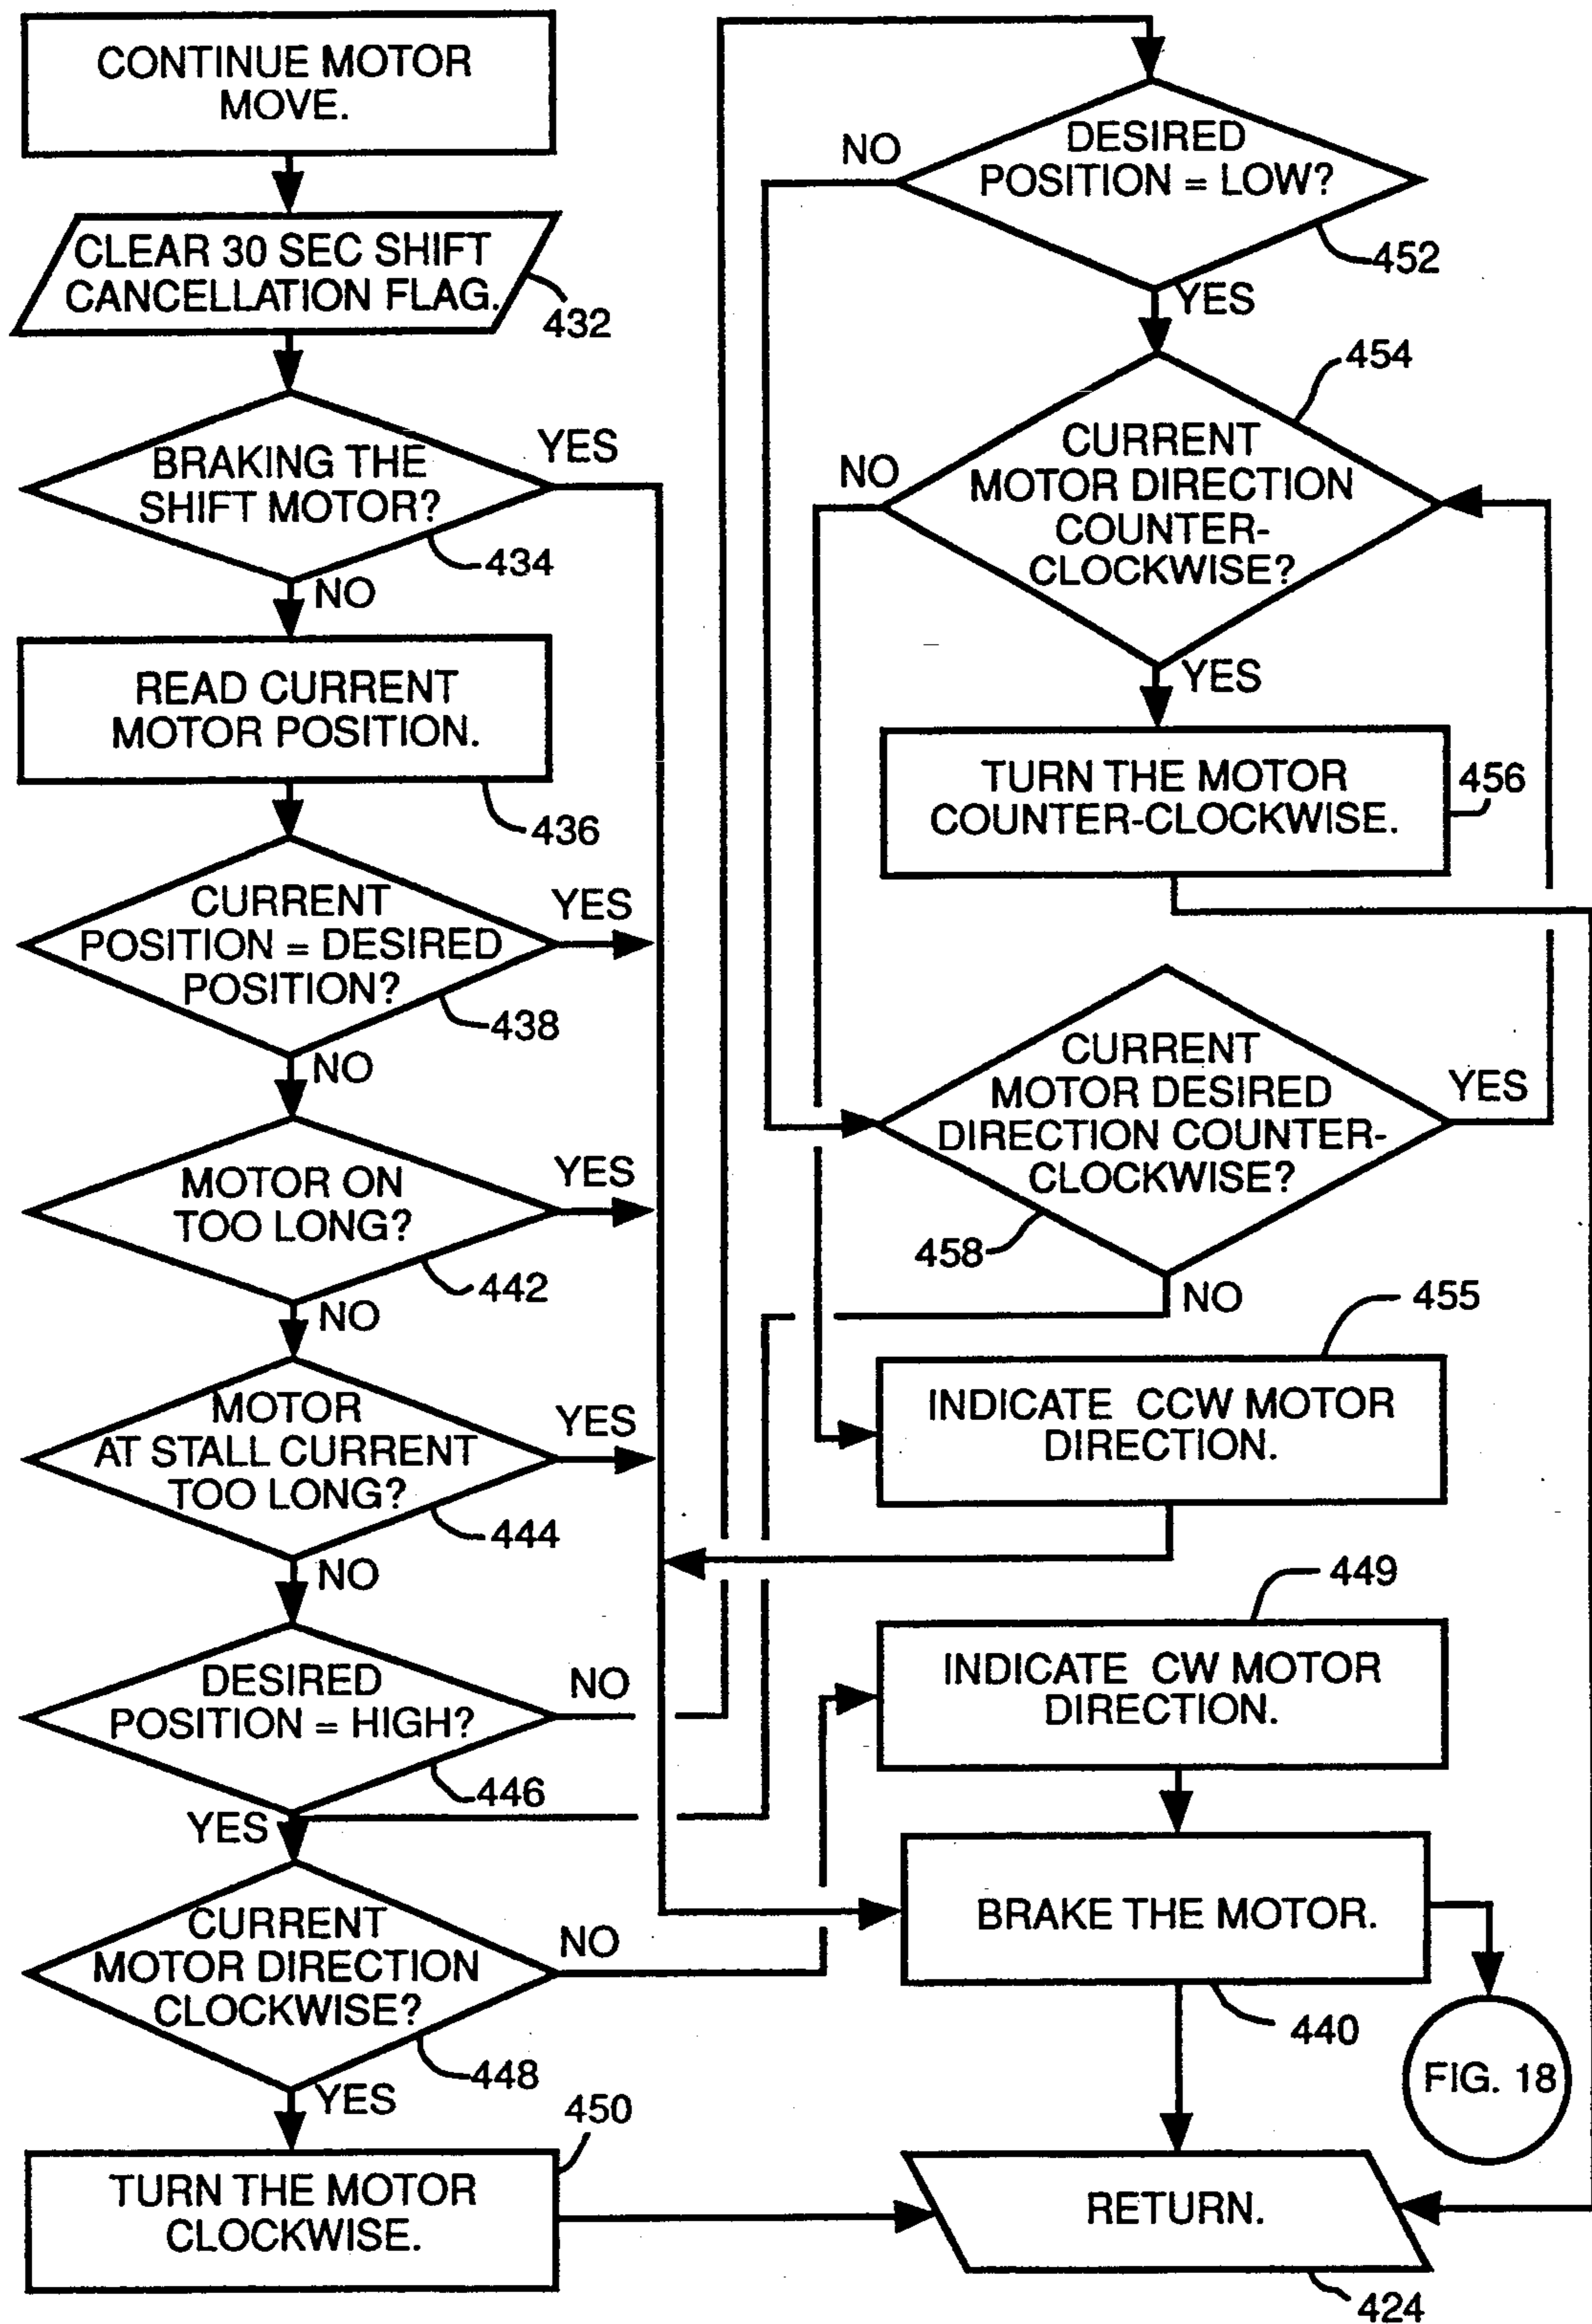 CONTINUE MOTOR
MOVE.
CLEAR 30 SEC SHIFT
CANCELLATION FLAG.
432
BRAKING THE
SHIFT MOTOR?
YES
434
NO
READ CURRENT
MOTOR POSITION.
436
CURRENT
POSITION = DESIRED
POSITION?
YES
438
NO
MOTOR ON
TOO LONG?
YES
442
NO
MOTOR
AT STALL CURRENT
TOO LONG?
YES
444
NO
DESIRED
POSITION = HIGH?
NO
446
YES
CURRENT
MOTOR DIRECTION
CLOCKWISE?
NO
448
YES
450
TURN THE MOTOR
CLOCKWISE.
DESIRED
POSITION = LOW?
NO
452
YES
454
CURRENT
MOTOR DIRECTION
COUNTER-
CLOCKWISE?
NO
YES
TURN THE MOTOR
COUNTER-CLOCKWISE.
456
CURRENT
MOTOR DESIRED
DIRECTION COUNTER-
CLOCKWISE?
YES
458
NO
455
INDICATE CCW MOTOR
DIRECTION.
449
INDICATE CW MOTOR
DIRECTION.
BRAKE THE MOTOR.
440
FIG. 18
RETURN.
424